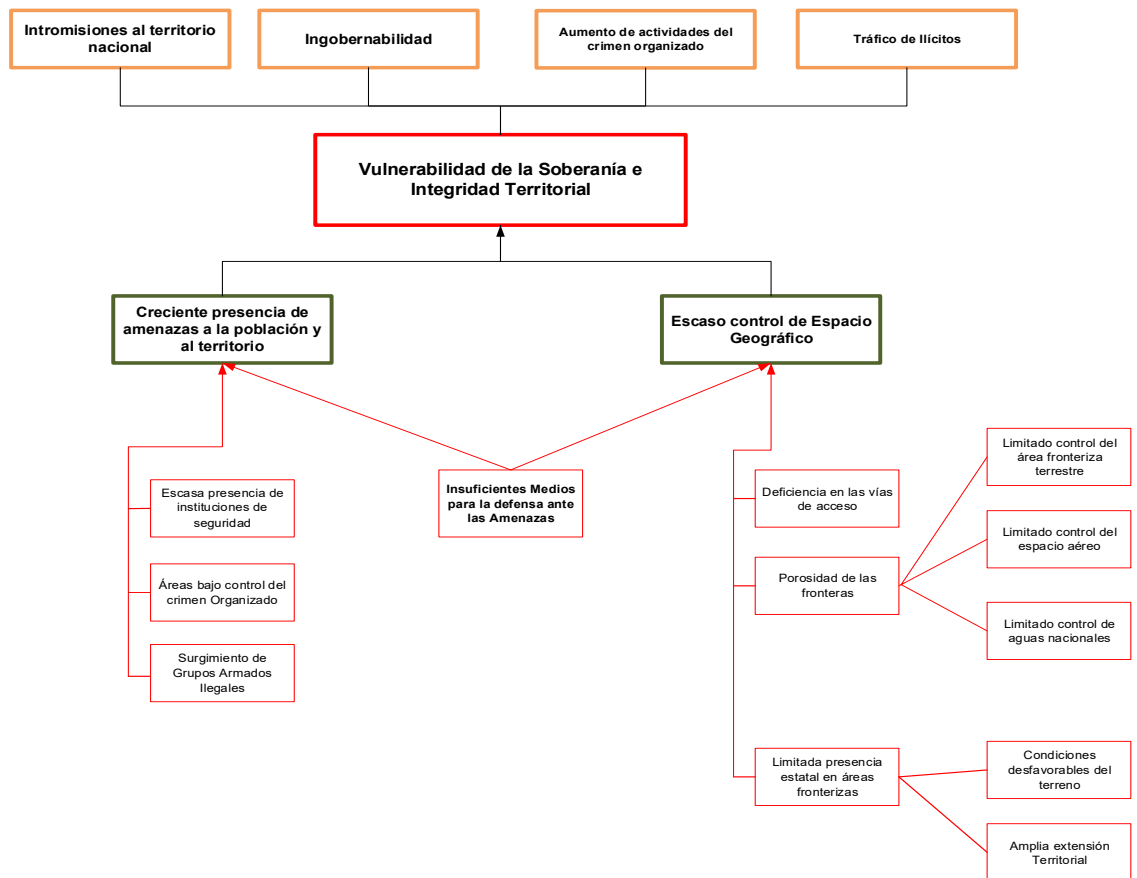 Intromisiones al territorio
nacional
Ingobernabilidad
Aumento de actividades del
crimen organizado
Tráfico de Ilícitos
Vulnerabilidad de la Soberanía e
Integridad Territorial
Creciente presencia de
amenazas a la población y
al territorio
Escaso control de Espacio
Geográfico
Escasa presencia de
instituciones de
seguridad
Áreas bajo control del
crimen Organizado
Surgimiento de
Grupos Armados
Ilegales
Insuficientes Medios
para la defensa ante
las Amenazas
Deficiencia en las vías
de acceso
Porosidad de las
fronteras
Limitada presencia
estatal en áreas
fronterizas
Limitado control del
área fronteriza
terrestre
Limitado control del
espacio aéreo
Limitado control de
aguas nacionales
Condiciones
desfavorables del
terreno
Amplia extensión
Territorial